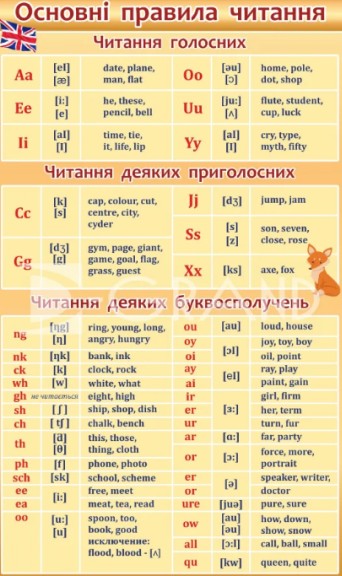 Основні правила читання
Читання голосних
Aa [eI] date, plane,
[æ] man, flat
Ee [i:] he, these,
[e] pencil, bell
Ii [aI] time, tie,
[I] it, life, lip
Oo [əu] home, pole,
[ɔ] dot, shop
Uu [ju:] flute, student,
[ʌ] cup, luck
Yy [aI] cry, type,
[I] myth, fifty
Читання деяких приголосних
Cc [k] cap, colour, cut,
[s] centre, city,
cyder
Gg [dʒ] gym, page, giant,
[g] game, goal, flag,
grass, guest
Jj [dʒ] jump, jam
Ss [s] son, seven,
[z] close, rose
Xx [ks] axe, fox
Читання деяких буквосполучень
ng [ŋg] ring, young, long,
[ŋ] angry, hungry
nk [ŋk] bank, ink
ck [k] clock, rock
wh [w] white, what
gh не читається eight, high
sh [ʃ] ship, shop, dish
ch [tʃ] chalk, bench
th [ð] this, those,
[θ] thing, cloth
ph [f] phone, photo
sch [sk] school, scheme
ee [i:] free, meet
ea meat, tea, read
oo [u:] spoon, too,
[u] book, good
исключение:
flood, blood - [ʌ]
ou [au] loud, house
oy [ɔI] joy, toy, boy
oi oil, point
ay [eI] ray, play
ai paint, gain
ir [ɜ:] girl, firm
er her, term
ur turn, fur
ar [ɑ:] far, party
or [ɔ:] force, more,
portrait
er [ə] speaker, writer,
or doctor
ure [juə] pure, sure
ow [au] how, down,
[əu] show, snow
all [ɔ:l] call, ball, small
qu [kw] queen, quite
GRAND